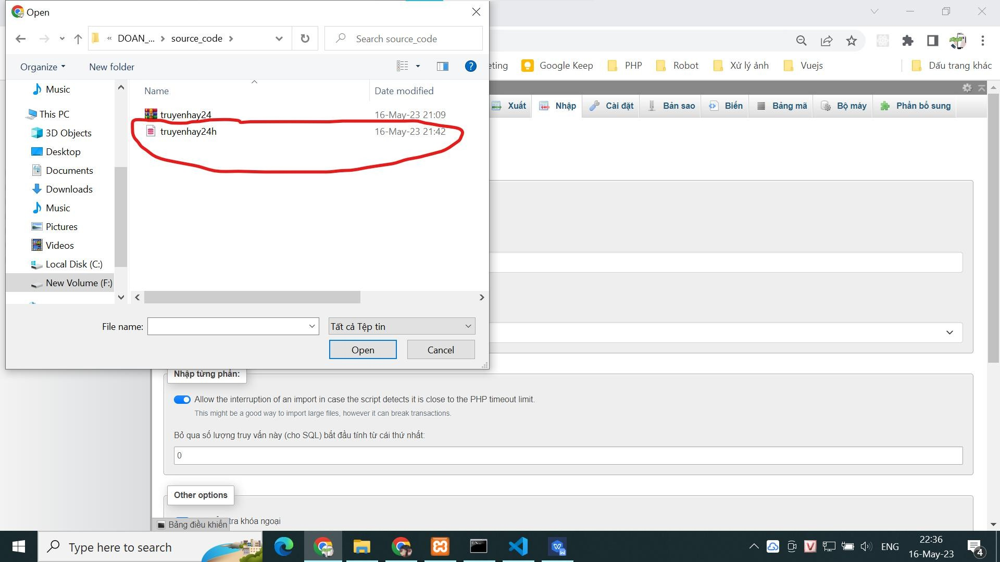 Open
« DOAN_... > source_code >
Search source_code
Organize
New folder
Name
Date modified
truyenhay24
16-May-23 21:09
truyenhay24h
16-May-23 21:42
Music
This PC
3D Objects
Desktop
Documents
Downloads
Music
Pictures
Videos
Local Disk (C:)
New Volume (F:)
File name:
Tất cả Tệp tin
Open
Cancel
eting
Google Keep
PHP
Robot
Xử lý ảnh
Vuejs
Dấu trang khác
Xuất
Nhập
Cài đặt
Bản sao
Biến
Bảng mã
Bộ máy
Phần bổ sung
Nhập từng phần:
Allow the interruption of an import in case the script detects it is close to the PHP timeout limit.
This might be a good way to import large files, however it can break transactions.
Bỏ qua số lượng truy vấn này (cho SQL) bắt đầu tính từ cái thứ nhất:
0
Other options
tra khóa ngoại
Bảng điều khiển
Type here to search
ENG
22:36
16-May-23
4